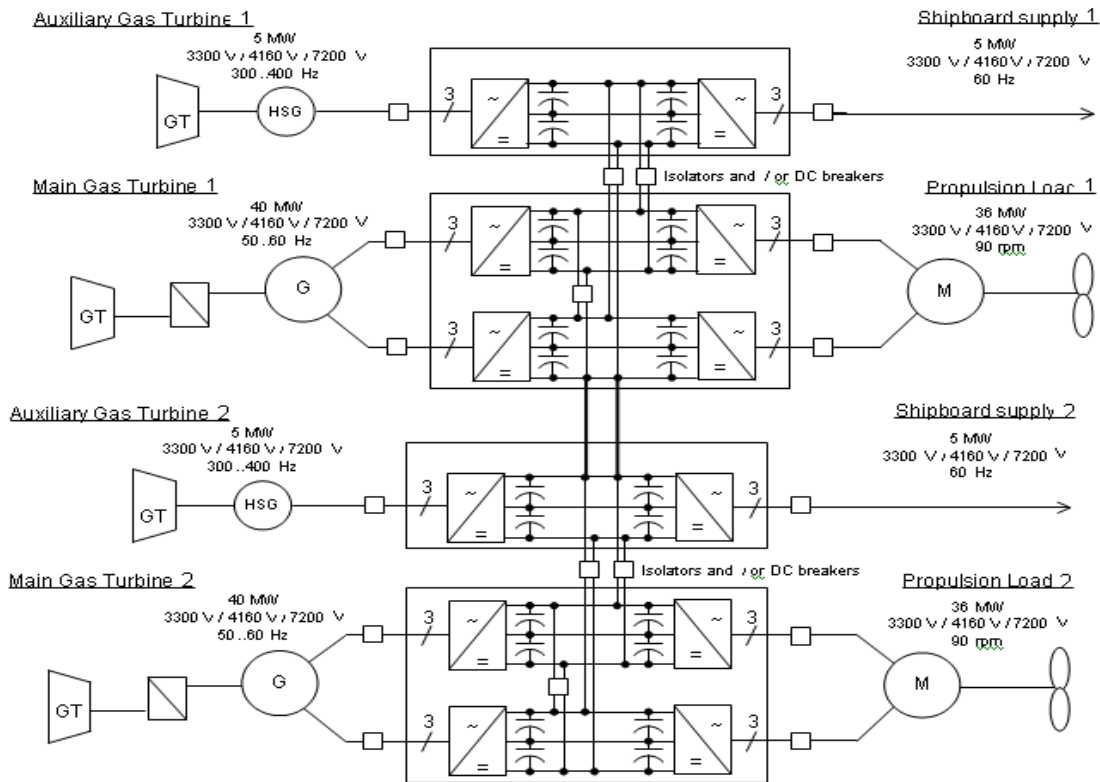 Auxiliary Gas Turbine 1
5 MW
3300 V / 4160 V / 7200 V
300..400 Hz
GT
HSG
3
~
=
~
=
3
Shipboard supply 1
5 MW
3300 V / 4160 V / 7200 V
60 Hz
Isolators and / or DC breakers
Main Gas Turbine 1
40 MW
3300 V / 4160 V / 7200 V
50..60 Hz
GT
G
3
~
=
~
=
3
3
~
=
~
=
3
Propulsion Load 1
36 MW
3300 V / 4160 V / 7200 V
90 rpm
M
Auxiliary Gas Turbine 2
5 MW
3300 V / 4160 V / 7200 V
300..400 Hz
GT
HSG
3
~
=
~
=
3
Shipboard supply 2
5 MW
3300 V / 4160 V / 7200 V
60 Hz
Isolators and / or DC breakers
Main Gas Turbine 2
40 MW
3300 V / 4160 V / 7200 V
50..60 Hz
GT
G
3
~
=
~
=
3
3
~
=
~
=
3
Propulsion Load 2
36 MW
3300 V / 4160 V / 7200 V
90 rpm
M